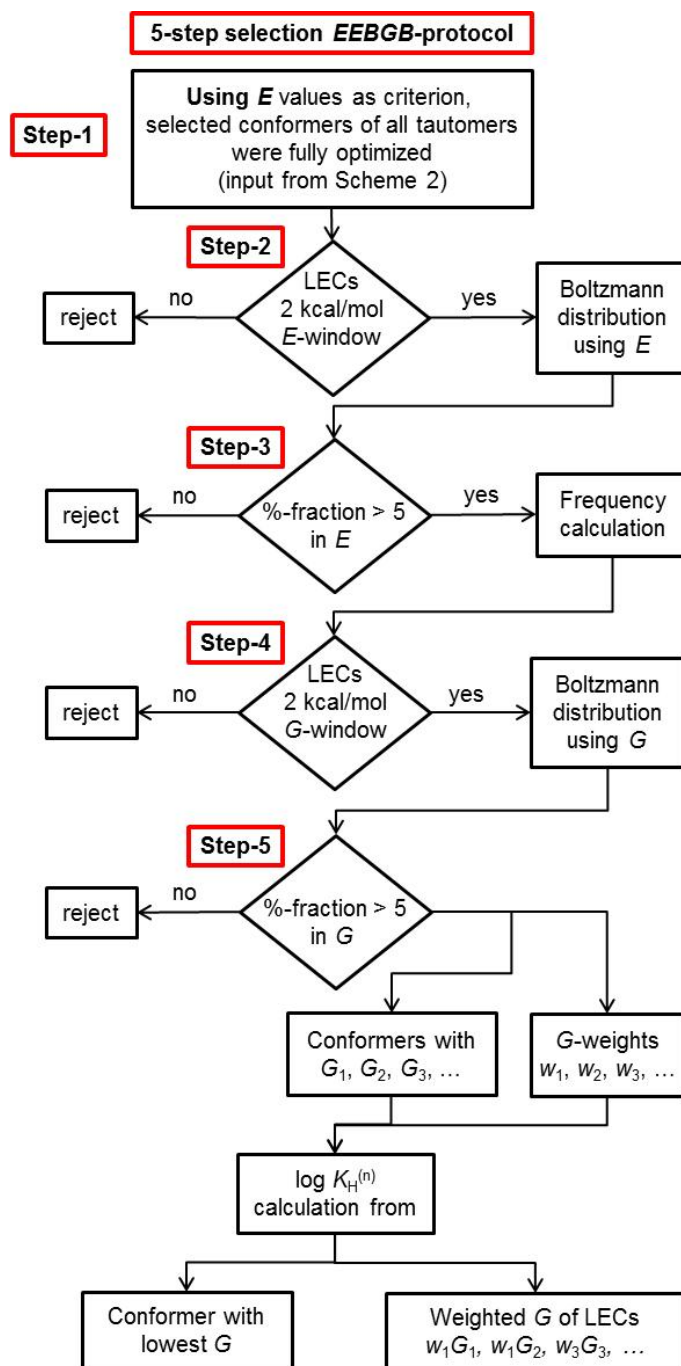 5-step selection EEBGB-protocol
Step-1
Using E values as criterion,
selected conformers of all tautomers
were fully optimized
(input from Scheme 2)
Step-2
LECs
2 kcal/mol
E-window
no
reject
yes
Boltzmann
distribution
using E
Step-3
%-fraction > 5
in E
no
reject
yes
Frequency
calculation
Step-4
LECs
2 kcal/mol
G-window
no
reject
yes
Boltzmann
distribution
using G
Step-5
%-fraction > 5
in G
no
reject
Conformers with
G₁, G₂, G₃, …
G-weights
w₁, w₂, w₃, …
log K_H⁽ⁿ⁾
calculation from
Conformer with
lowest G
Weighted G of LECs
w₁G₁, w₁G₂, w₃G₃, …